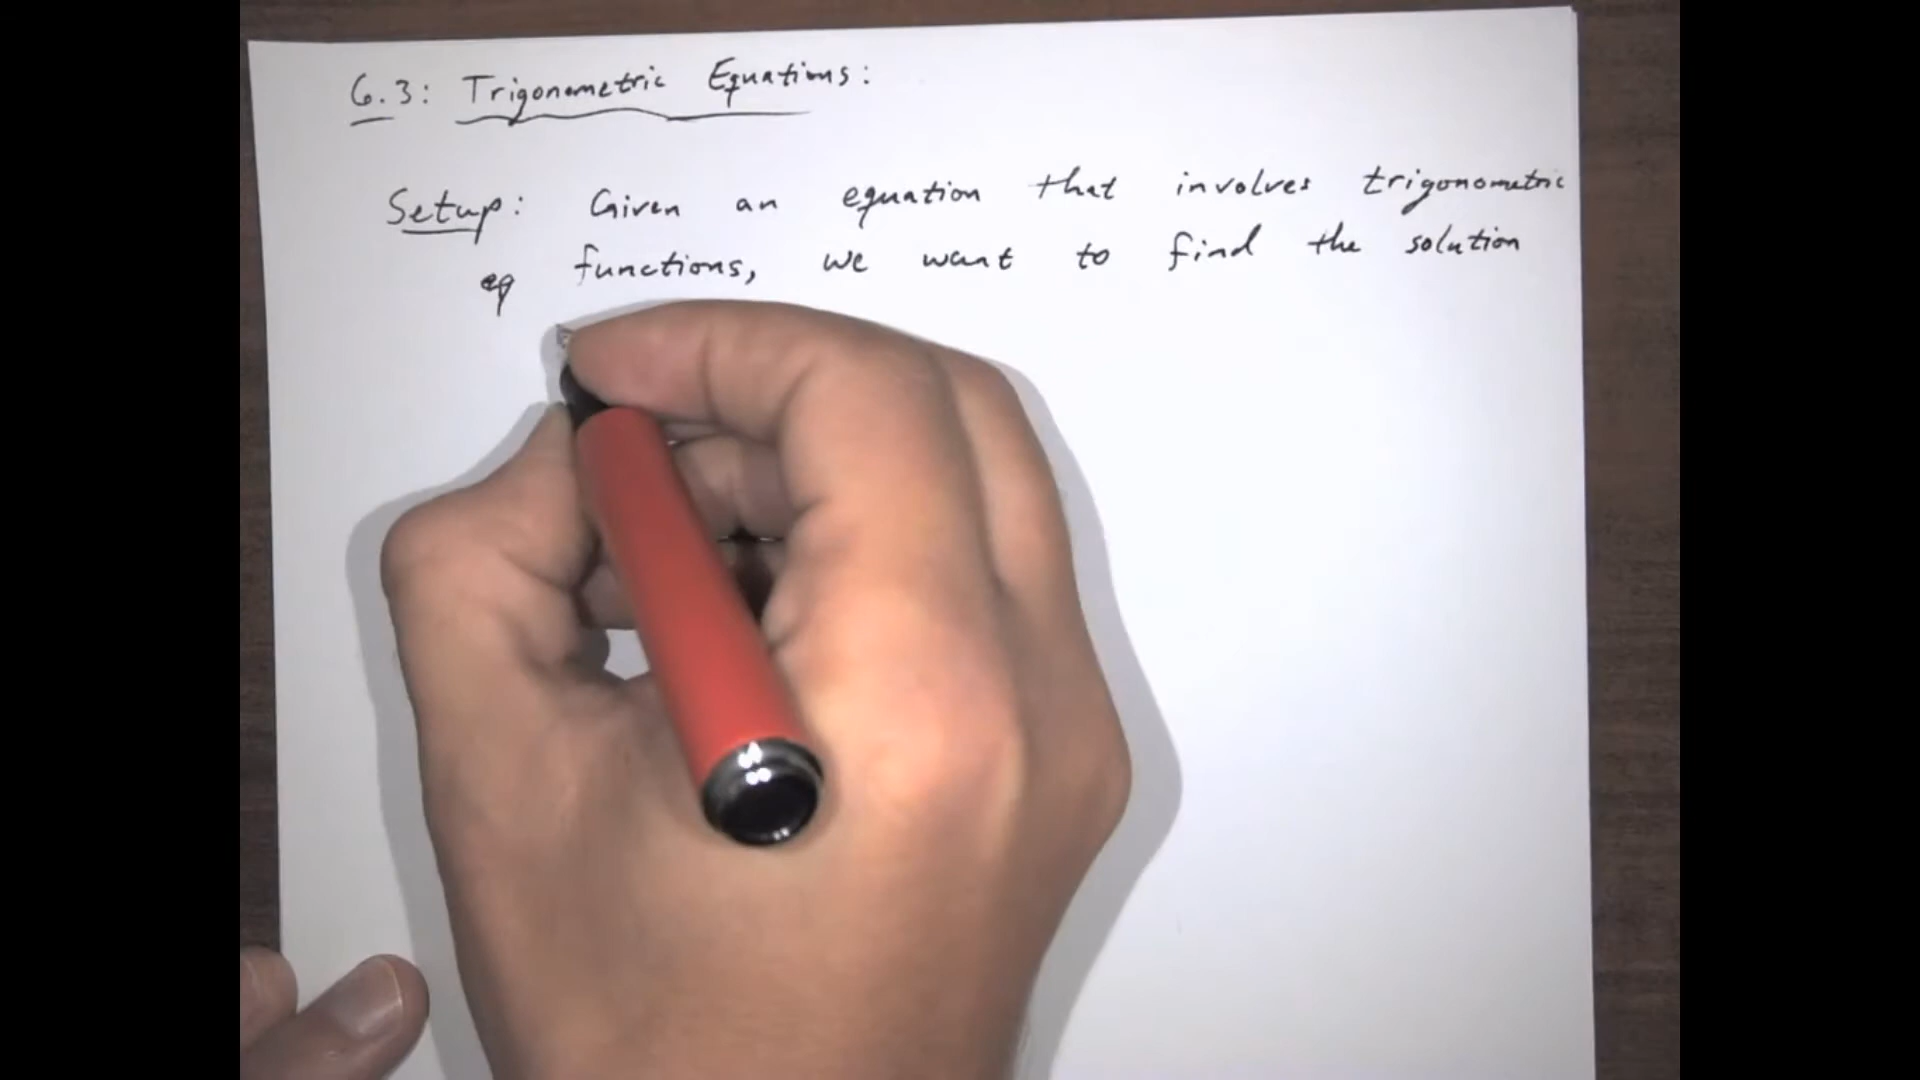 6.3: Trigonometric Equations:
Setup: Given an equation that involves trigonometric
eq functions, we want to find the solution